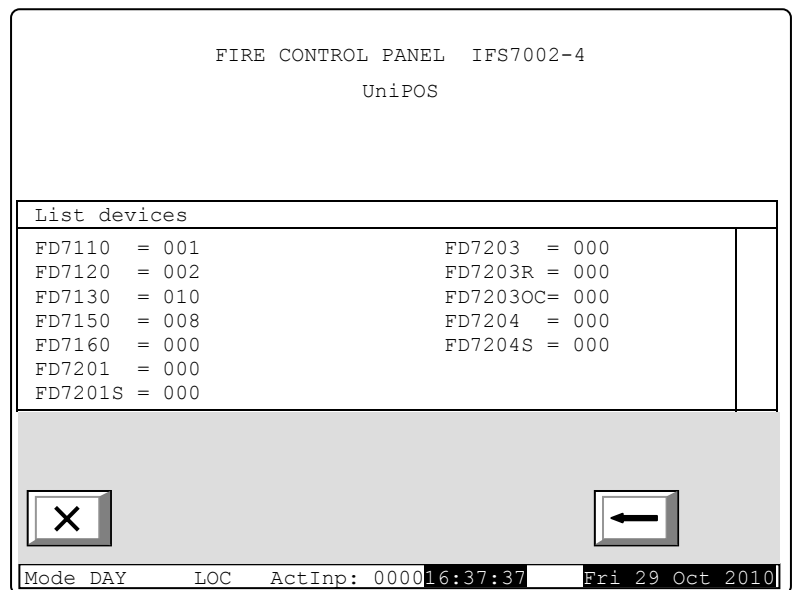 FIRE CONTROL PANEL IFS7002-4
UniPOS
List devices
FD7110 = 001
FD7120 = 002
FD7130 = 010
FD7150 = 008
FD7160 = 000
FD7201 = 000
FD7201S = 000
FD7203 = 000
FD7203R = 000
FD7203OC= 000
FD7204 = 000
FD7204S = 000
Mode DAY LOC ActInp: 0000 16:37:37 Fri 29 Oct 2010